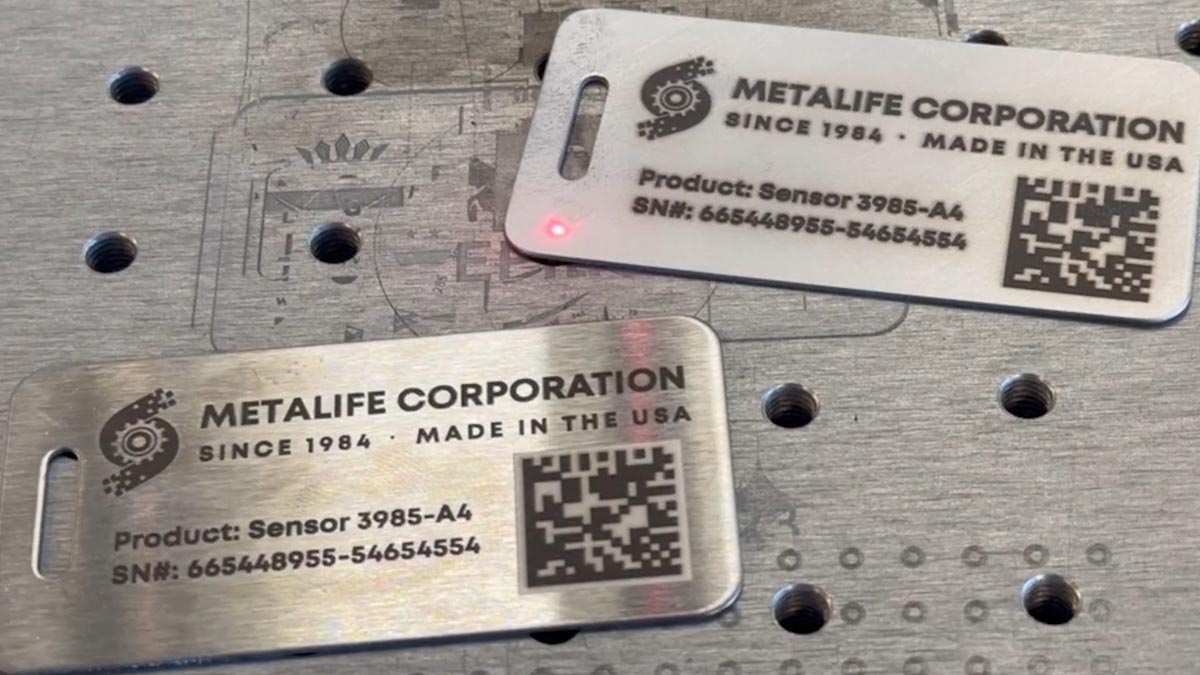 METALIFE CORPORATION
SINCE 1984 · MADE IN THE USA
Product: Sensor 3985-A4
SN#: 665448955-54654554
METALIFE CORPORATION
SINCE 1984 · MADE IN THE USA
Product: Sensor 3985-A4
SN#: 665448955-54654554